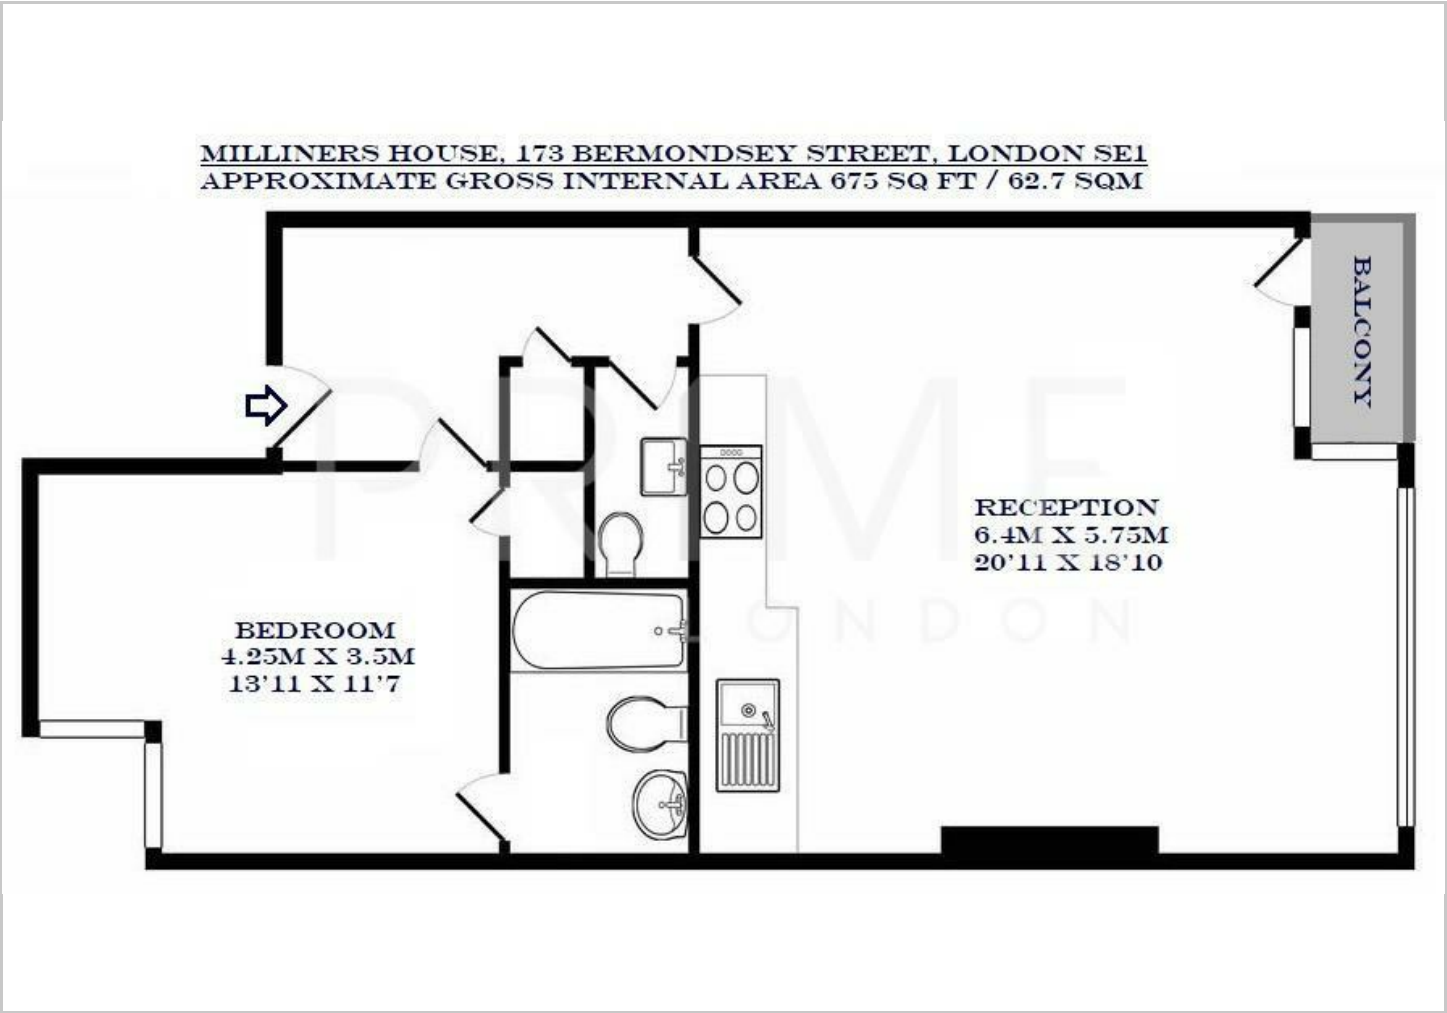 MILLINERS HOUSE, 173 BERMONDSEY STREET, LONDON SE1
APPROXIMATE GROSS INTERNAL AREA 675 SQ FT / 62.7 SQM
BALCONY
PRIME
LONDON
RECEPTION
6.4M X 5.75M
20'11 X 18'10
BEDROOM
4.25M X 3.5M
13'11 X 11'7